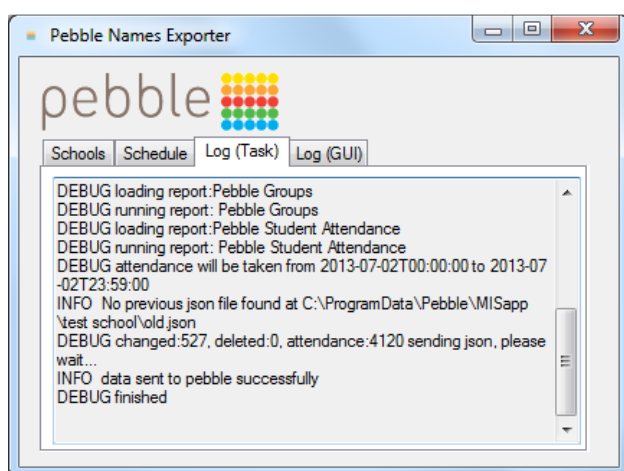 Pebble Names Exporter
pebble
Schools Schedule Log (Task) Log (GUI)
DEBUG loading report:Pebble Groups
DEBUG running report: Pebble Groups
DEBUG loading report:Pebble Student Attendance
DEBUG running report: Pebble Student Attendance
DEBUG attendance will be taken from 2013-07-02T00:00:00 to 2013-07
-02T23:59:00
INFO  No previous json file found at C:\ProgramData\Pebble\MISapp
\test school\old.json
DEBUG changed:527, deleted:0, attendance:4120 sending json, please
wait...
INFO  data sent to pebble successfully
DEBUG finished